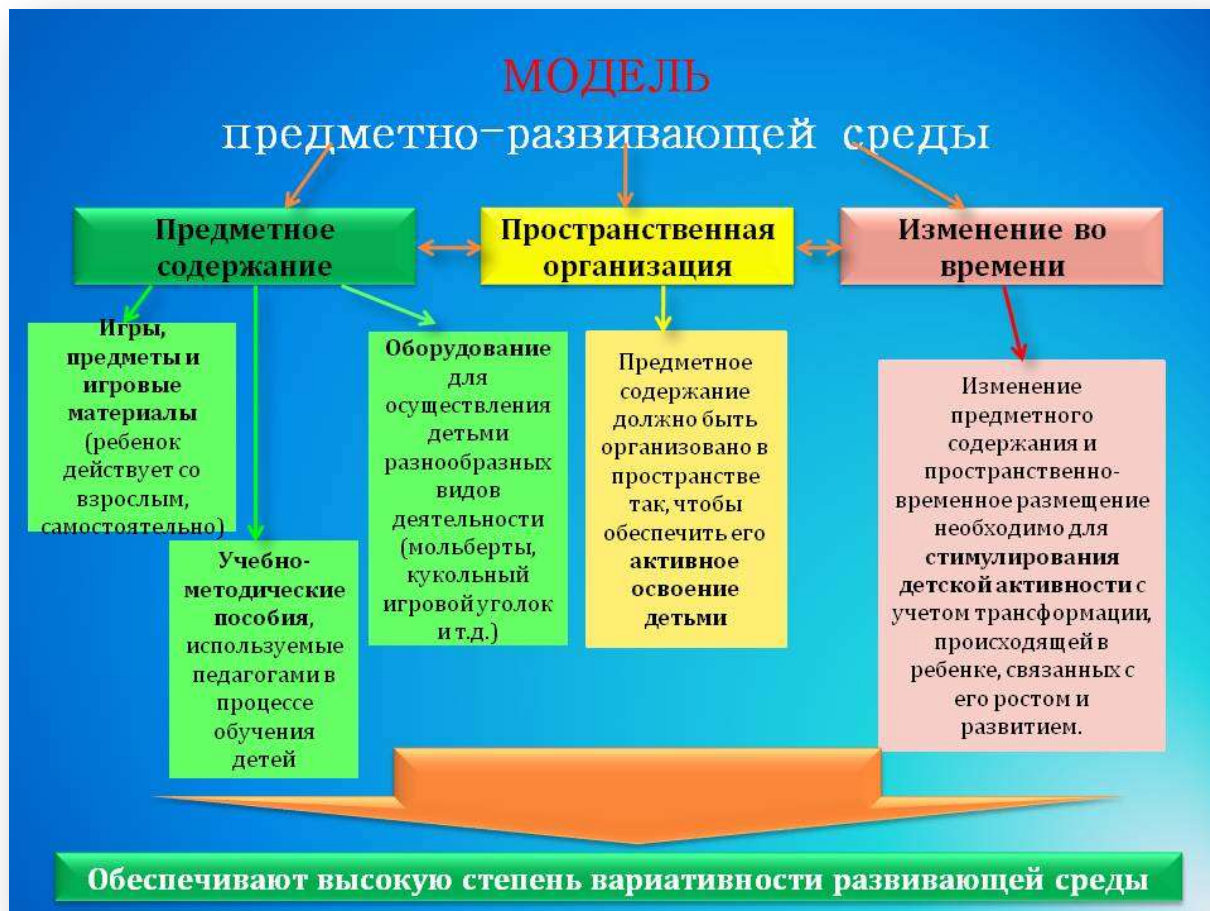 МОДЕЛЬ
предметно-развивающей среды
Предметное
содержание
Пространственная
организация
Изменение во
времени
Игры,
предметы и
игровые
материалы
(ребенок
действует со
взрослым,
самостоятельно)
Учебно-
методические
пособия,
используемые
педагогами в
процессе
обучения
детей
Оборудование
для
осуществления
детьми
разнообразных
видов
деятельности
(мольберты,
кукольный
игровой уголок
и т.д.)
Предметное
содержание
должно быть
организовано в
пространстве
так, чтобы
обеспечить его
активное
освоение
детьми
Изменение
предметного
содержания и
пространственно-
временное размещение
необходимо для
стимулирования
детской активности с
учетом трансформации,
происходящей в
ребенке, связанных с
его ростом и
развитием.
Обеспечивают высокую степень вариативности развивающей среды